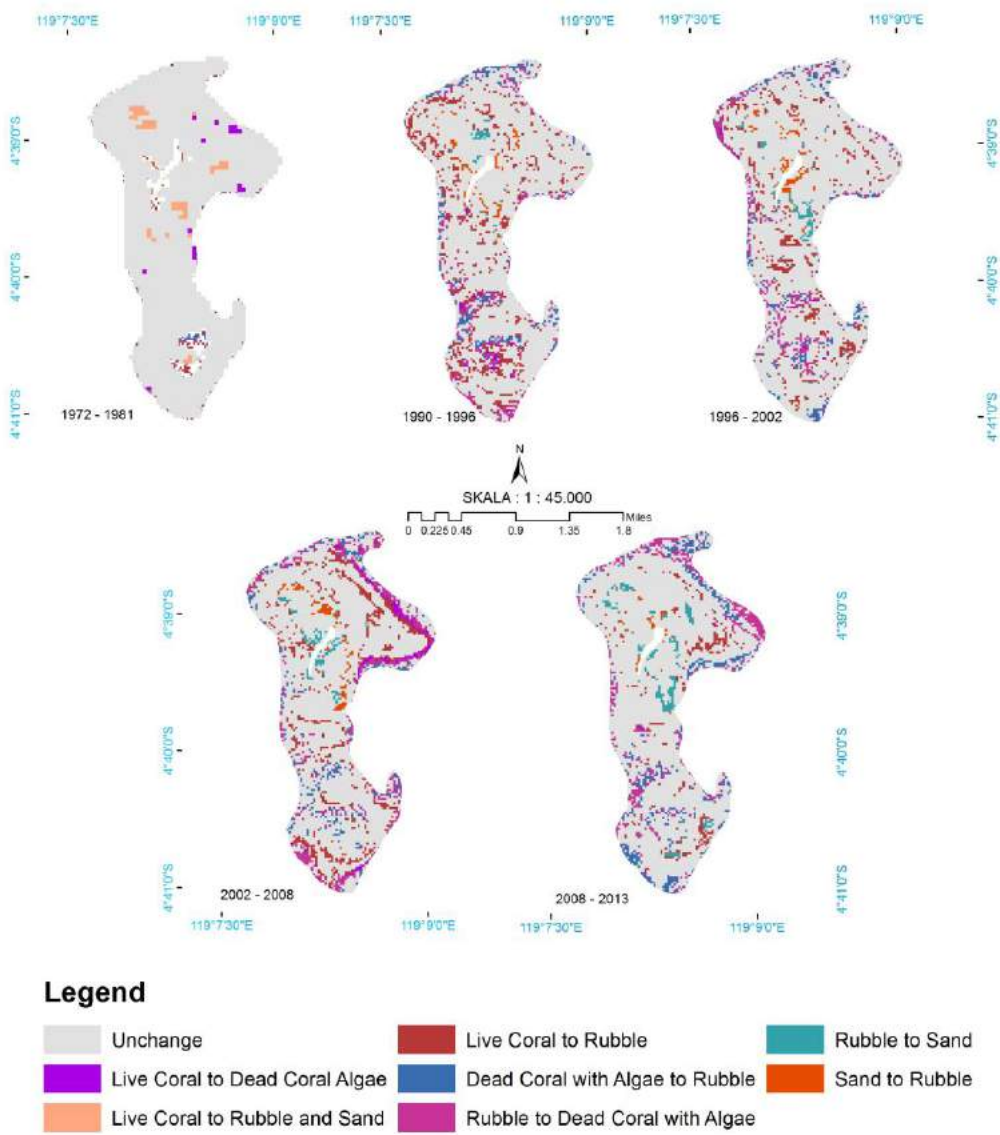 119°7'30"E 119°9'0"E 119°7'30"E 119°9'0"E 119°7'30"E 119°9'0"E
4°39'0"S 4°39'0"S
4°40'0"S 4°40'0"S
4°41'0"S 4°41'0"S
1972 - 1981 1990 - 1996 1996 - 2002
N
SKALA : 1 : 45.000
Miles
0 0.225 0.45 0.9 1.35 1.8
4°39'0"S 4°39'0"S
4°40'0"S 4°40'0"S
4°41'0"S 4°41'0"S
2002 - 2008 2008 - 2013
119°7'30"E 119°9'0"E 119°7'30"E 119°9'0"E
Legend
Unchange Live Coral to Rubble Rubble to Sand
Live Coral to Dead Coral Algae Dead Coral with Algae to Rubble Sand to Rubble
Live Coral to Rubble and Sand Rubble to Dead Coral with Algae